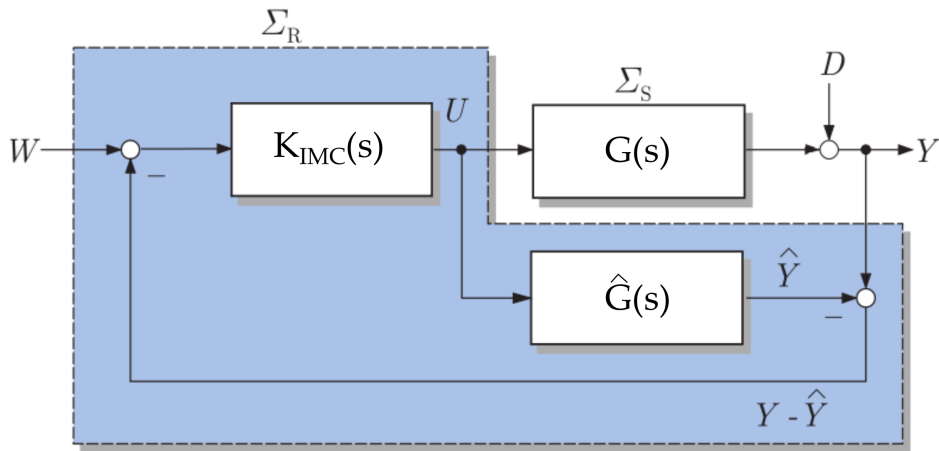 Σ_R
D
U
Σ_S
W
K_IMC(s)
G(s)
Y
−
Ŷ
Ĝ(s)
−
Y - Ŷ